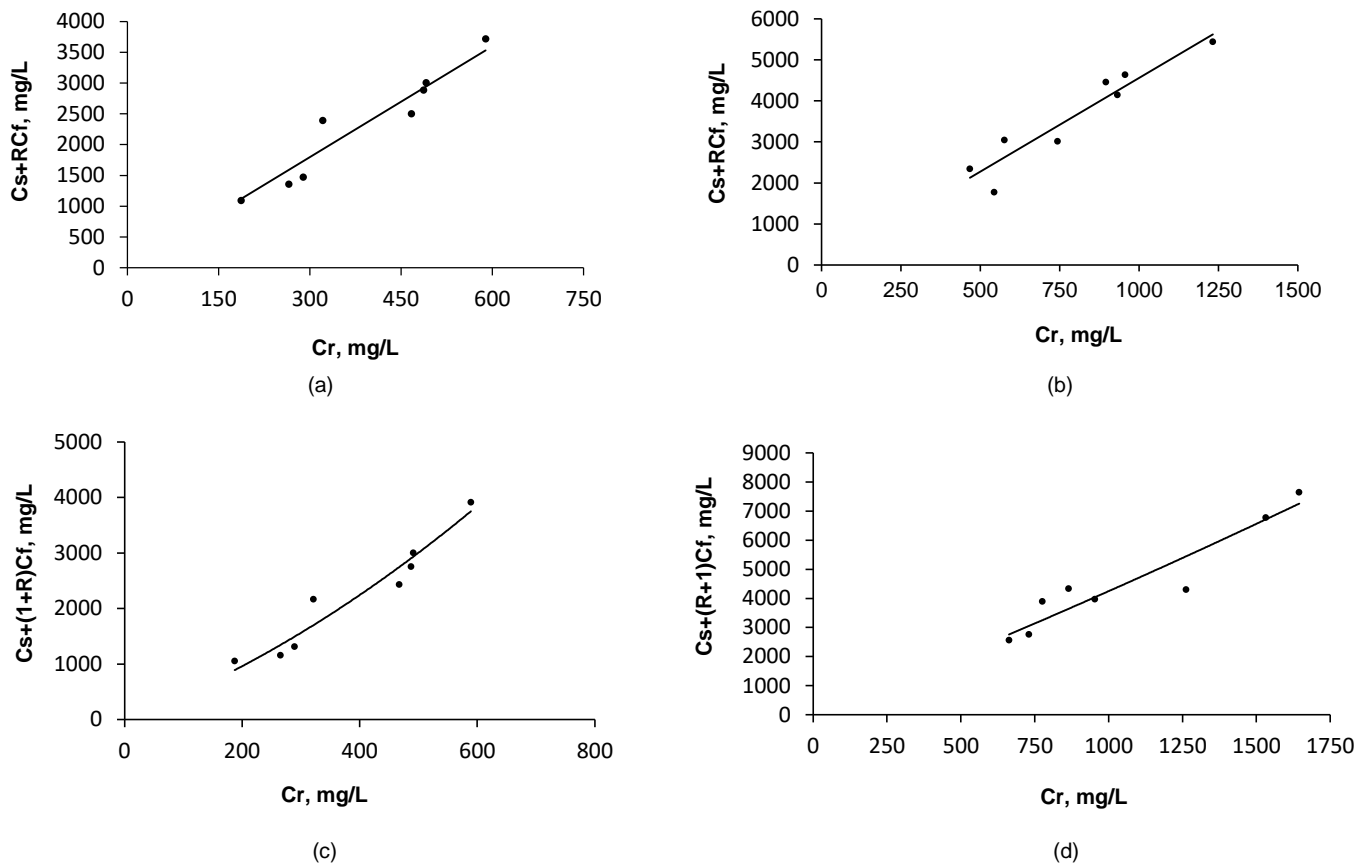 4000
3500
3000
2500
2000
1500
1000
500
0
Cs+RCf, mg/L
0 150 300 450 600 750
Cr, mg/L
(a)
6000
5000
4000
3000
2000
1000
0
Cs+RCf, mg/L
0 250 500 750 1000 1250 1500
Cr, mg/L
(b)
5000
4000
3000
2000
1000
0
Cs+(1+R)Cf, mg/L
0 200 400 600 800
Cr, mg/L
(c)
9000
8000
7000
6000
5000
4000
3000
2000
1000
0
Cs+(R+1)Cf, mg/L
0 250 500 750 1000 1250 1500 1750
Cr, mg/L
(d)